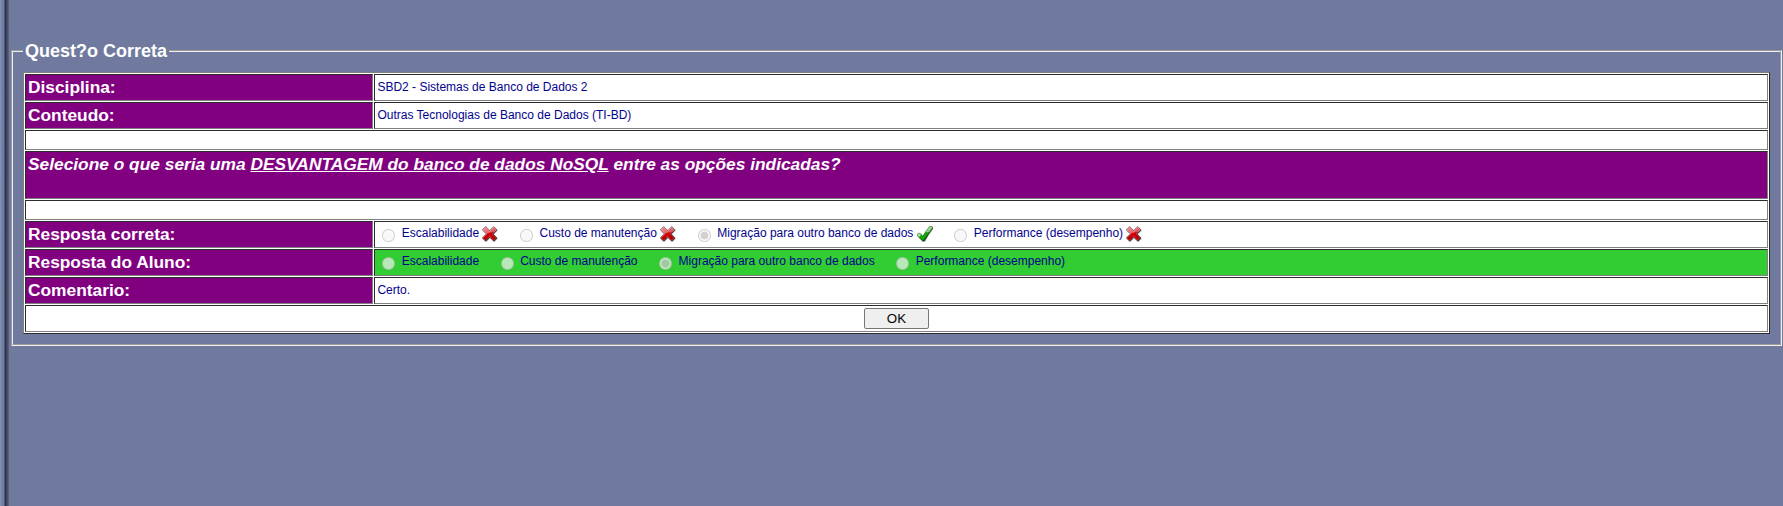 Quest?o Correta
Disciplina: SBD2 - Sistemas de Banco de Dados 2
Conteudo: Outras Tecnologias de Banco de Dados (TI-BD)
Selecione o que seria uma DESVANTAGEM do banco de dados NoSQL entre as opções indicadas?
Resposta correta: Escalabilidade Custo de manutenção Migração para outro banco de dados Performance (desempenho)
Resposta do Aluno: Escalabilidade Custo de manutenção Migração para outro banco de dados Performance (desempenho)
Comentario: Certo.
OK